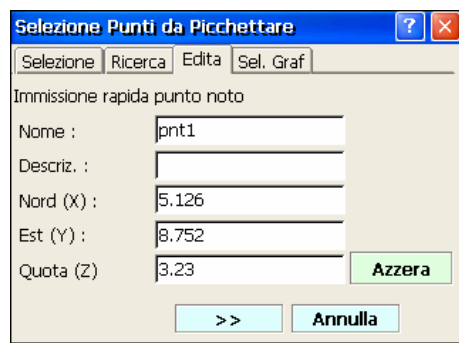 Selezione Punti da Picchettare ? X
Selezione Ricerca Edita Sel. Graf
Immissione rapida punto noto
Nome : pnt1
Descriz. :
Nord (X) : 5.126
Est (Y) : 8.752
Quota (Z) 3.23 Azzera
>> Annulla